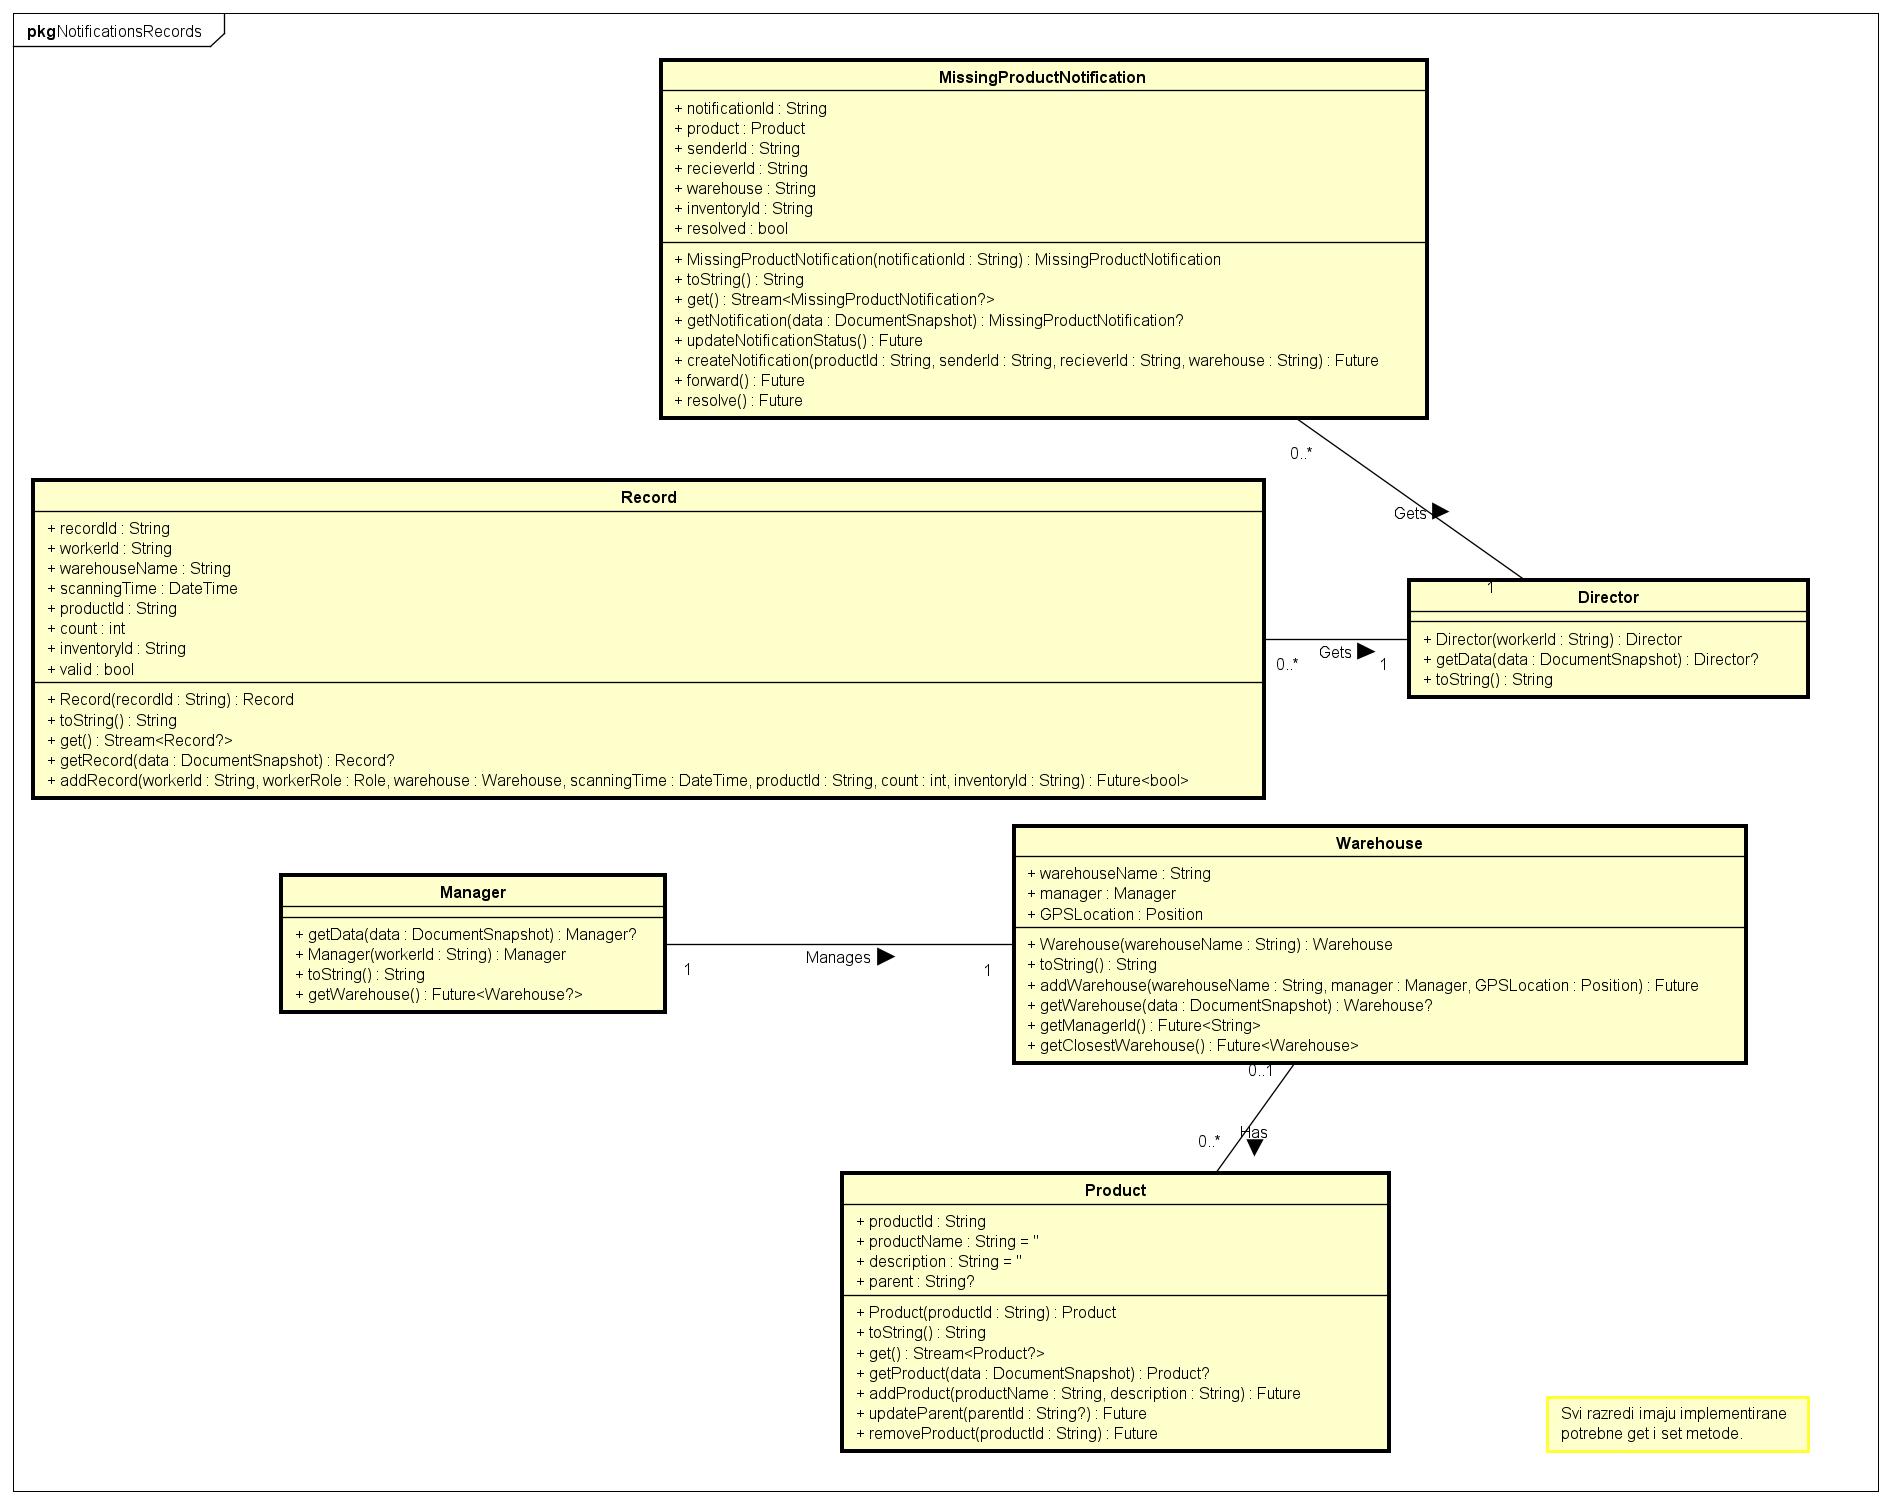 pkg NotificationsRecords
MissingProductNotification
+ notificationId : String
+ product : Product
+ senderId : String
+ recieverId : String
+ warehouse : String
+ inventoryId : String
+ resolved : bool
+ MissingProductNotification(notificationId : String) : MissingProductNotification
+ toString() : String
+ get() : Stream<MissingProductNotification?>
+ getNotification(data : DocumentSnapshot) : MissingProductNotification?
+ updateNotificationStatus() : Future
+ createNotification(productId : String, senderId : String, recieverId : String, warehouse : String) : Future
+ forward() : Future
+ resolve() : Future
0..*
Gets
1
Record
+ recordId : String
+ workerId : String
+ warehouseName : String
+ scanningTime : DateTime
+ productId : String
+ count : int
+ inventoryId : String
+ valid : bool
+ Record(recordId : String) : Record
+ toString() : String
+ get() : Stream<Record?>
+ getRecord(data : DocumentSnapshot) : Record?
+ addRecord(workerId : String, workerRole : Role, warehouse : Warehouse, scanningTime : DateTime, productId : String, count : int, inventoryId : String) : Future<bool>
0..*
Gets
1
Director
+ Director(workerId : String) : Director
+ getData(data : DocumentSnapshot) : Director?
+ toString() : String
Manager
+ getData(data : DocumentSnapshot) : Manager?
+ Manager(workerId : String) : Manager
+ toString() : String
+ getWarehouse() : Future<Warehouse?>
1
Manages
1
Warehouse
+ warehouseName : String
+ manager : Manager
+ GPSLocation : Position
+ Warehouse(warehouseName : String) : Warehouse
+ toString() : String
+ addWarehouse(warehouseName : String, manager : Manager, GPSLocation : Position) : Future
+ getWarehouse(data : DocumentSnapshot) : Warehouse?
+ getManagerId() : Future<String>
+ getClosestWarehouse() : Future<Warehouse>
0..1
Has
0..*
Product
+ productId : String
+ productName : String = ''
+ description : String = ''
+ parent : String?
+ Product(productId : String) : Product
+ toString() : String
+ get() : Stream<Product?>
+ getProduct(data : DocumentSnapshot) : Product?
+ addProduct(productName : String, description : String) : Future
+ updateParent(parentId : String?) : Future
+ removeProduct(productId : String) : Future
Svi razredi imaju implementirane
potrebne get i set metode.